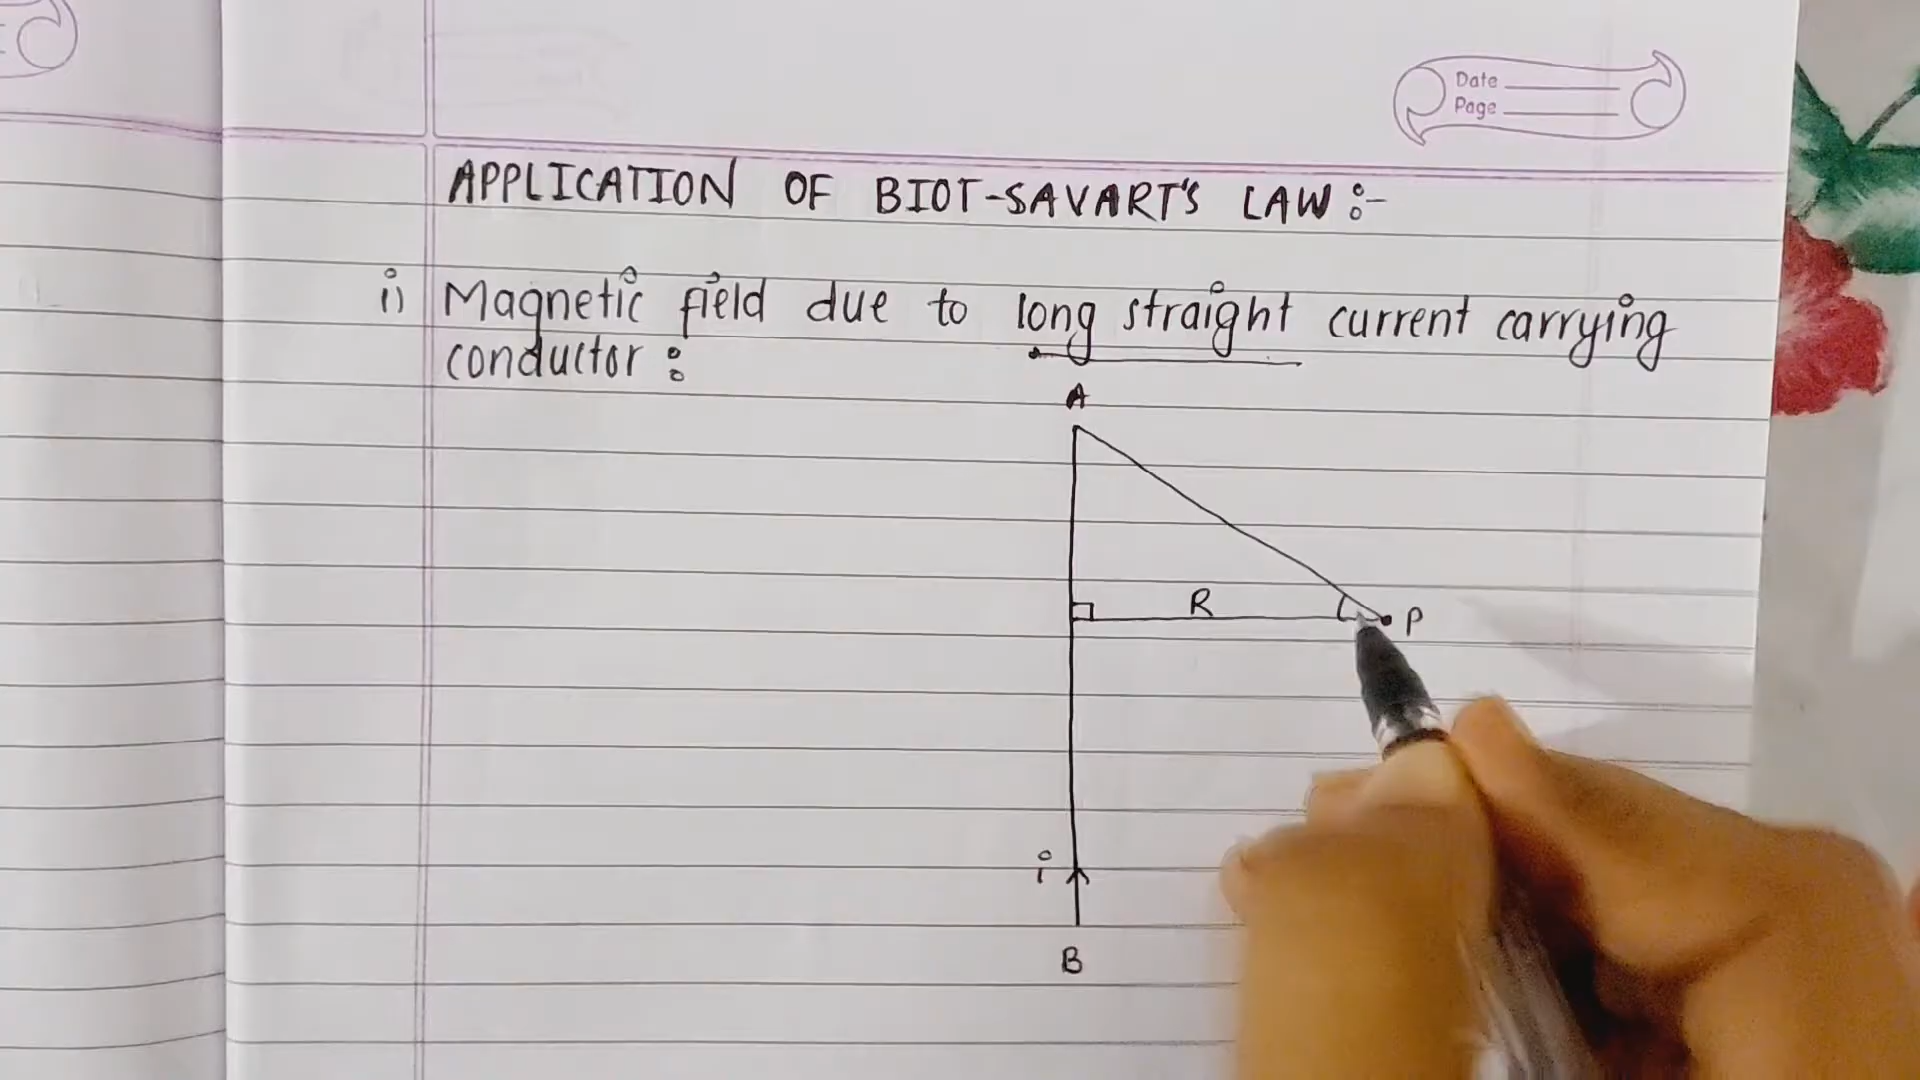 Date
Page
APPLICATION OF BIOT-SAVART'S LAW :-
i) Magnetic field due to long straight current carrying
conductor :
A
R
P
i
B